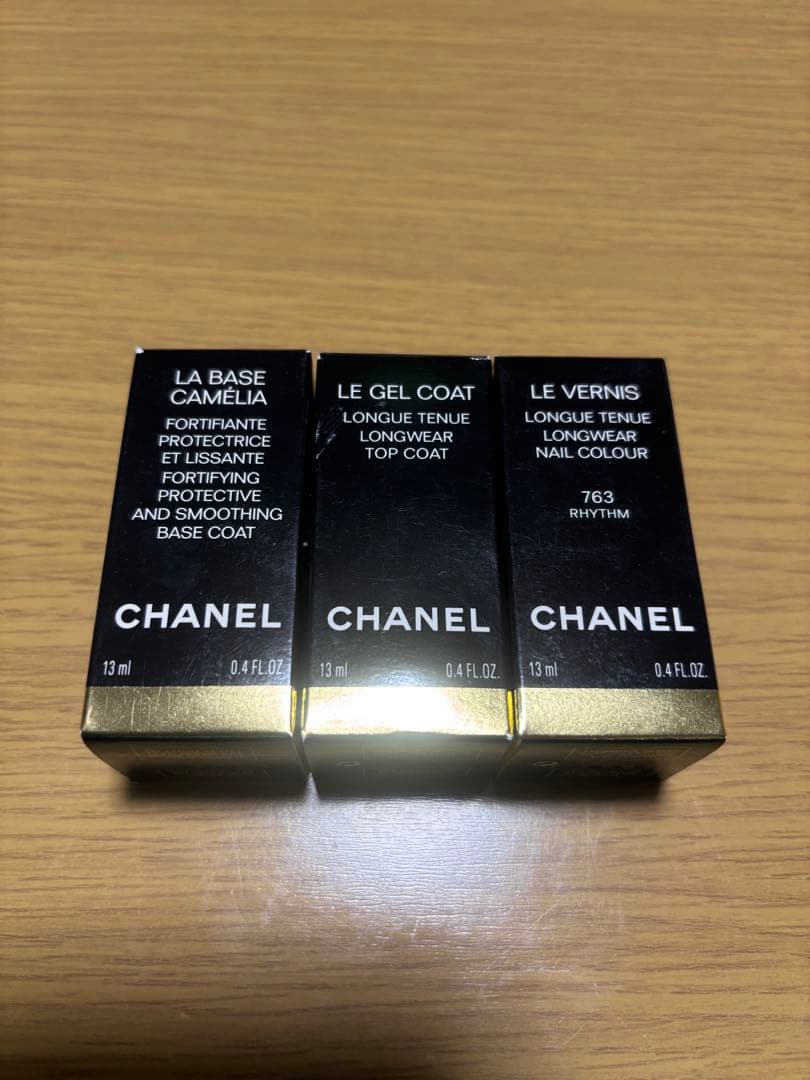 LA BASE
CAMÉLIA
FORTIFIANTE
PROTECTRICE
ET LISSANTE
FORTIFYING
PROTECTIVE
AND SMOOTHING
BASE COAT
CHANEL
13 ml 0.4 FL.OZ.
LE GEL COAT
LONGUE TENUE
LONGWEAR
TOP COAT
CHANEL
13 ml 0.4 FL.OZ.
LE VERNIS
LONGUE TENUE
LONGWEAR
NAIL COLOUR
763
RHYTHM
CHANEL
13 ml 0.4 FL.OZ.